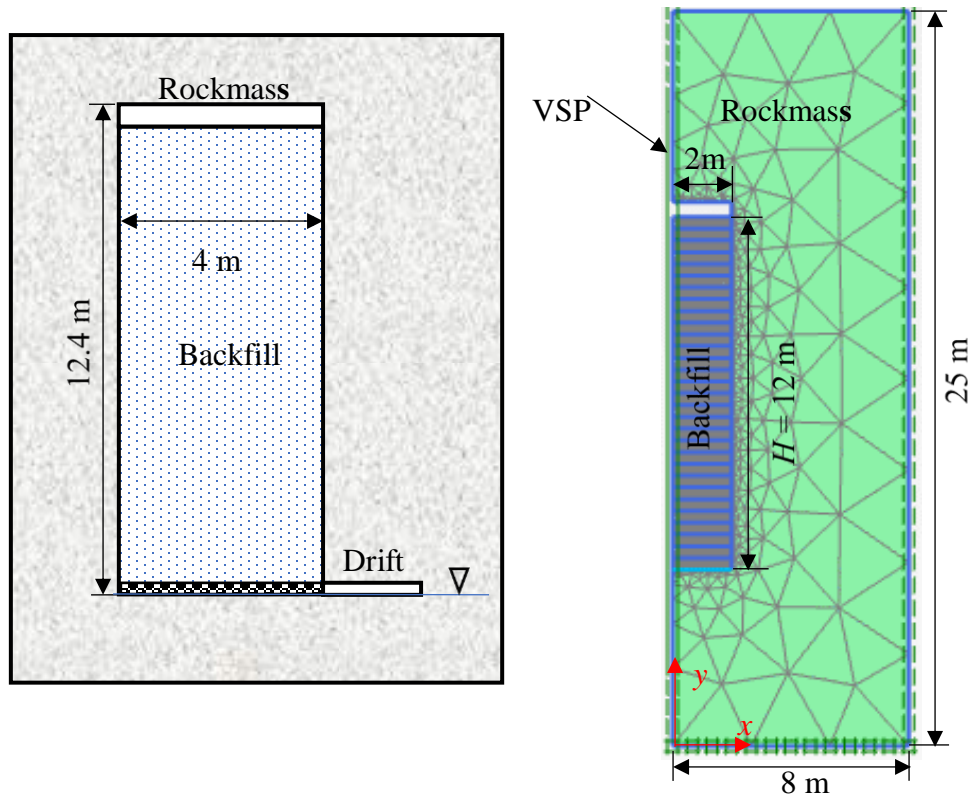 Rockmass
4 m
12.4 m
Backfill
Drift
VSP
Rockmass
2m
Backfill
H = 12 m
25 m
y
x
8 m